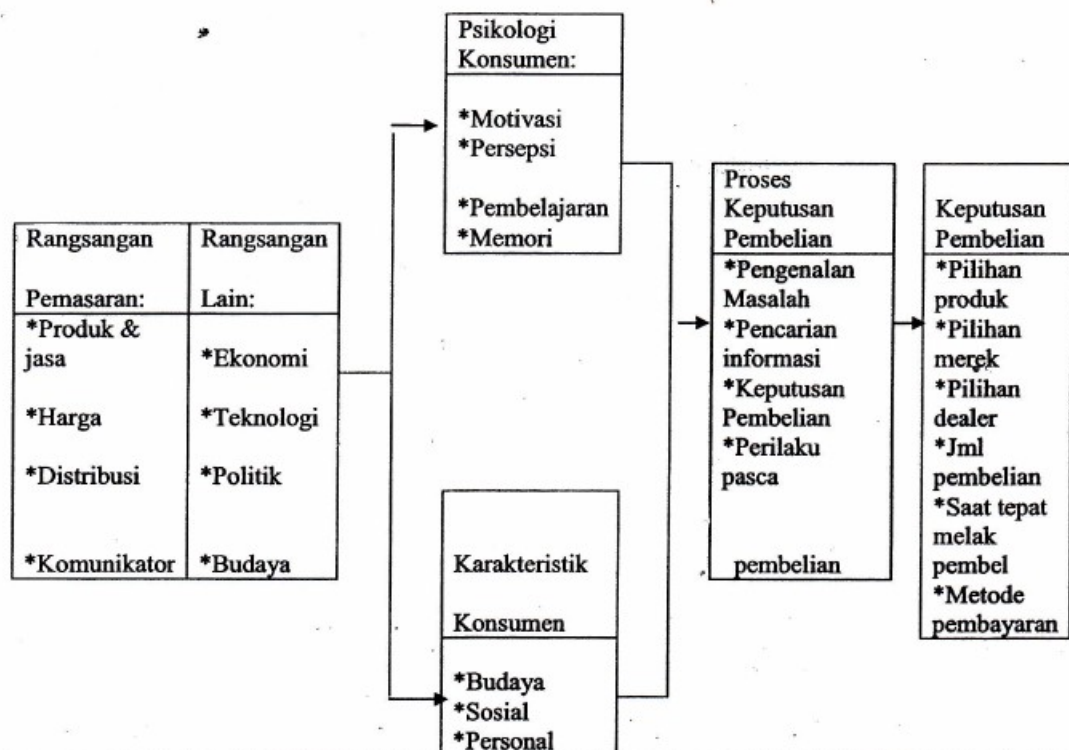 Psikologi
Konsumen:
*Motivasi
*Persepsi
*Pembelajaran
*Memori
Rangsangan
Pemasaran:
*Produk &
jasa
*Harga
*Distribusi
*Komunikator
Rangsangan
Lain:
*Ekonomi
*Teknologi
*Politik
*Budaya
Karakteristik
Konsumen
*Budaya
*Sosial
*Personal
Proses
Keputusan
Pembelian
*Pengenalan
Masalah
*Pencarian
informasi
*Keputusan
Pembelian
*Perilaku
pasca
pembelian
Keputusan
Pembelian
*Pilihan
produk
*Pilihan
merek
*Pilihan
dealer
*Jml
pembelian
*Saat tepat
melak
pembel
*Metode
pembayaran